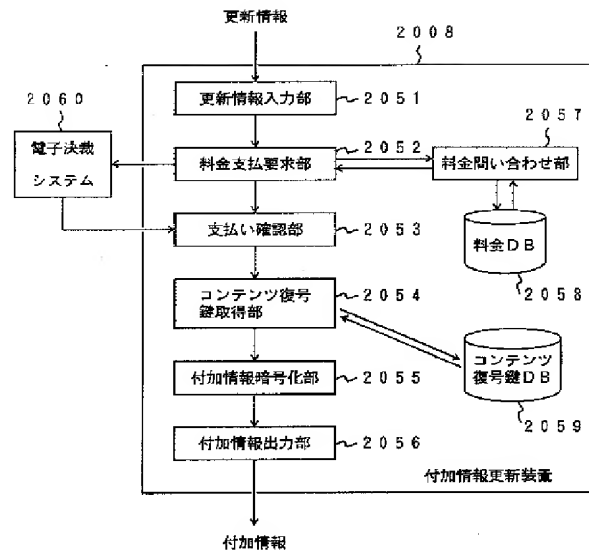 更新情報
2008
更新情報入力部
2051
2060
電子決裁
システム
料金支払要求部
2052
2057
料金問い合わせ部
支払い確認部
2053
料金DB
2058
コンテンツ復号
鍵取得部
2054
コンテンツ
復号鍵DB
2059
付加情報暗号化部
2055
付加情報出力部
2056
付加情報更新装置
付加情報